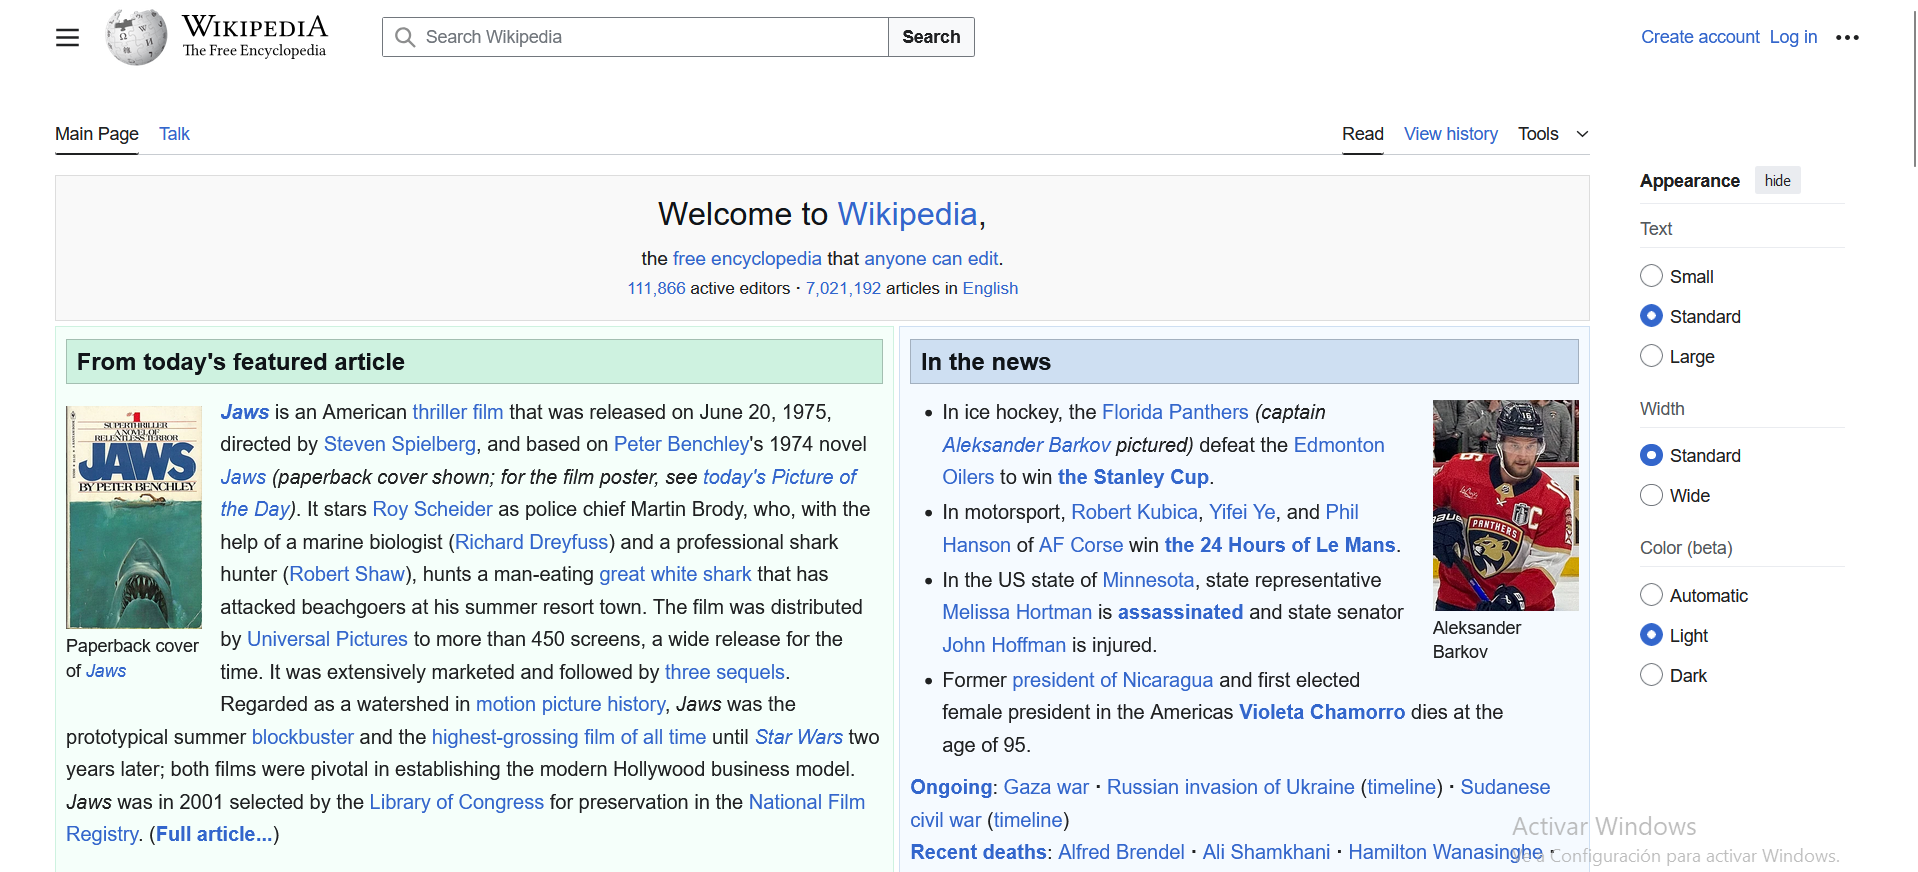 WIKIPEDIA
The Free Encyclopedia
Search Wikipedia
Search
Create account Log in
Main Page Talk
Read View history Tools
Welcome to Wikipedia,
the free encyclopedia that anyone can edit.
111,866 active editors · 7,021,192 articles in English
From today's featured article
#1
SUPERTHRILLER
A NOVEL OF
RELENTLESS TERROR
JAWS
BY PETER BENCHLEY
Paperback cover
of Jaws
Jaws is an American thriller film that was released on June 20, 1975,
directed by Steven Spielberg, and based on Peter Benchley's 1974 novel
Jaws (paperback cover shown; for the film poster, see today's Picture of
the Day). It stars Roy Scheider as police chief Martin Brody, who, with the
help of a marine biologist (Richard Dreyfuss) and a professional shark
hunter (Robert Shaw), hunts a man-eating great white shark that has
attacked beachgoers at his summer resort town. The film was distributed
by Universal Pictures to more than 450 screens, a wide release for the
time. It was extensively marketed and followed by three sequels.
Regarded as a watershed in motion picture history, Jaws was the
prototypical summer blockbuster and the highest-grossing film of all time until Star Wars two
years later; both films were pivotal in establishing the modern Hollywood business model.
Jaws was in 2001 selected by the Library of Congress for preservation in the National Film
Registry. (Full article...)
In the news
• In ice hockey, the Florida Panthers (captain
Aleksander Barkov pictured) defeat the Edmonton
Oilers to win the Stanley Cup.
• In motorsport, Robert Kubica, Yifei Ye, and Phil
Hanson of AF Corse win the 24 Hours of Le Mans.
• In the US state of Minnesota, state representative
Melissa Hortman is assassinated and state senator
John Hoffman is injured.
• Former president of Nicaragua and first elected
female president in the Americas Violeta Chamorro dies at the
age of 95.
16
C
PANTHERS
Aleksander
Barkov
Ongoing: Gaza war · Russian invasion of Ukraine (timeline) · Sudanese
civil war (timeline)
Recent deaths: Alfred Brendel · Ali Shamkhani · Hamilton Wanasinghe ·
Appearance hide
Text
Small
Standard
Large
Width
Standard
Wide
Color (beta)
Automatic
Light
Dark
Activar Windows
Ve a Configuración para activar Windows.